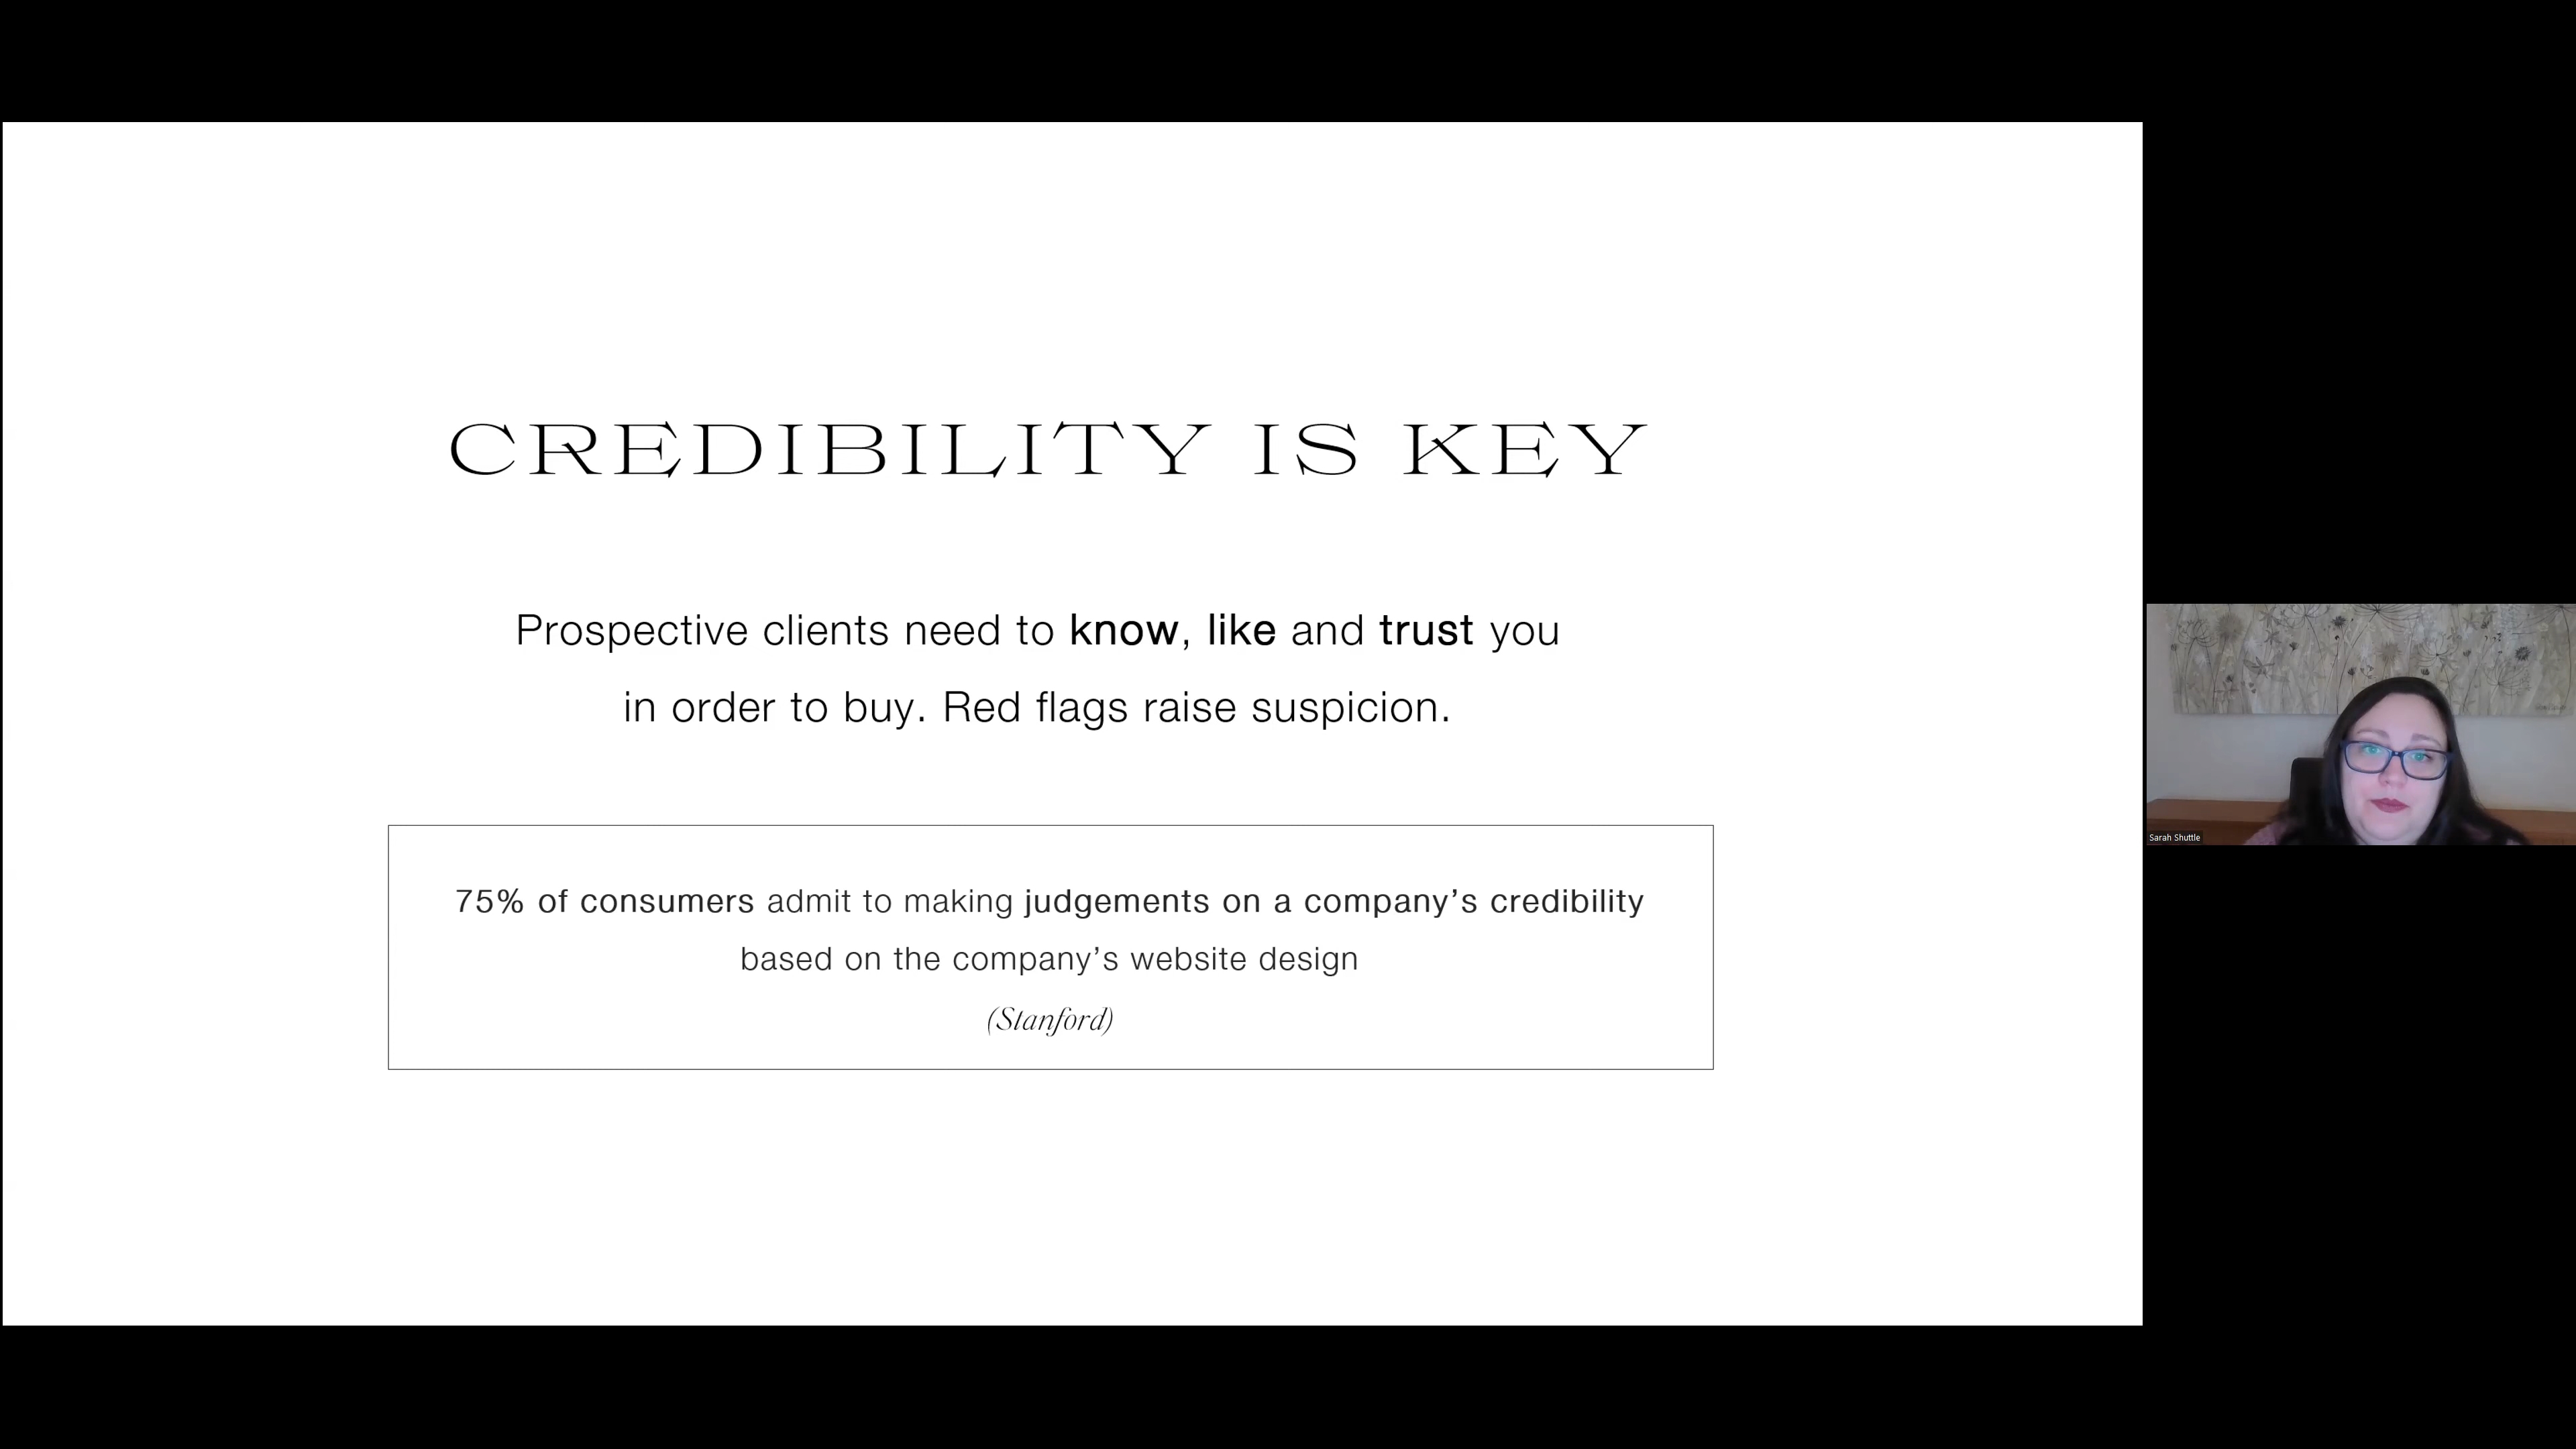 CREDIBILITY IS KEY
Prospective clients need to know, like and trust you
in order to buy. Red flags raise suspicion.
75% of consumers admit to making judgements on a company’s credibility
based on the company’s website design
(Stanford)
Sarah Shuttle